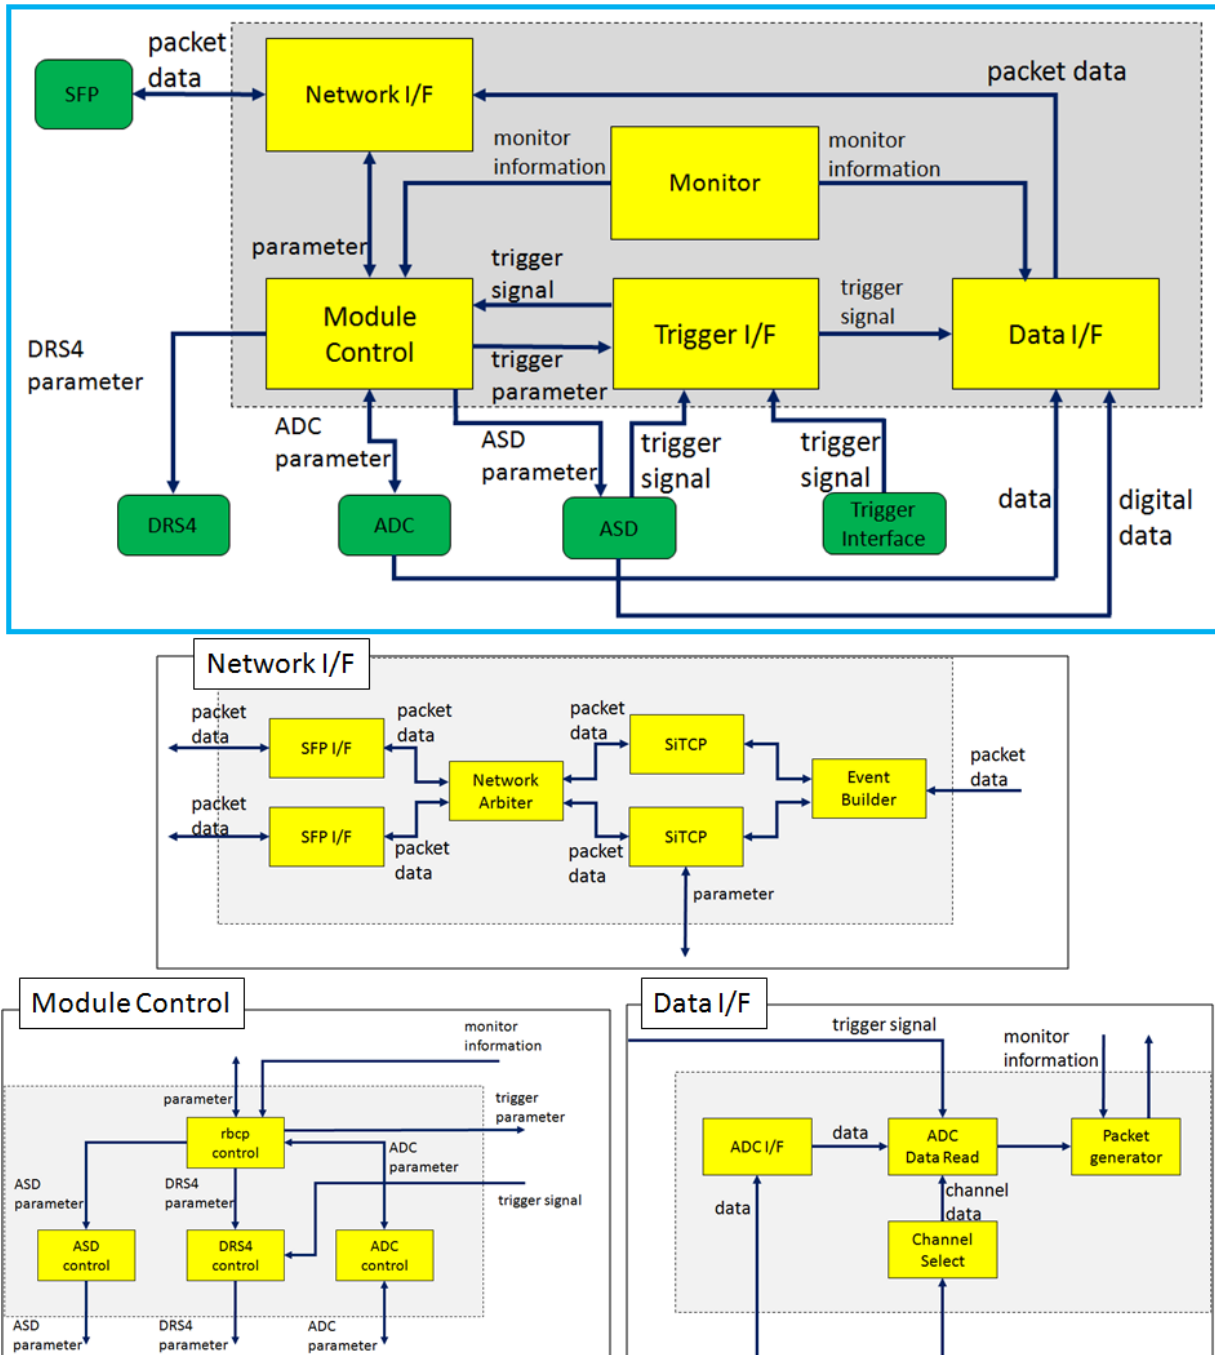 packet
data
SFP
Network I/F
packet data
monitor
information
Monitor
monitor
information
parameter
trigger
signal
Module
Control
Trigger I/F
trigger
signal
Data I/F
DRS4
parameter
trigger
parameter
ADC
parameter
ASD
parameter
trigger
signal
trigger
signal
data
digital
data
DRS4
ADC
ASD
Trigger
Interface
Network I/F
packet
data
SFP I/F
packet
data
packet
data
SiTCP
Network
Arbiter
Event
Builder
packet
data
packet
data
SFP I/F
packet
data
packet
data
SiTCP
parameter
Module Control
monitor
information
parameter
trigger
parameter
rbcp
control
ADC
parameter
ASD
parameter
DRS4
parameter
trigger signal
ASD
control
DRS4
control
ADC
control
ASD
parameter
DRS4
parameter
ADC
parameter
Data I/F
trigger signal
monitor
information
ADC I/F
data
ADC
Data Read
Packet
generator
data
channel
data
Channel
Select